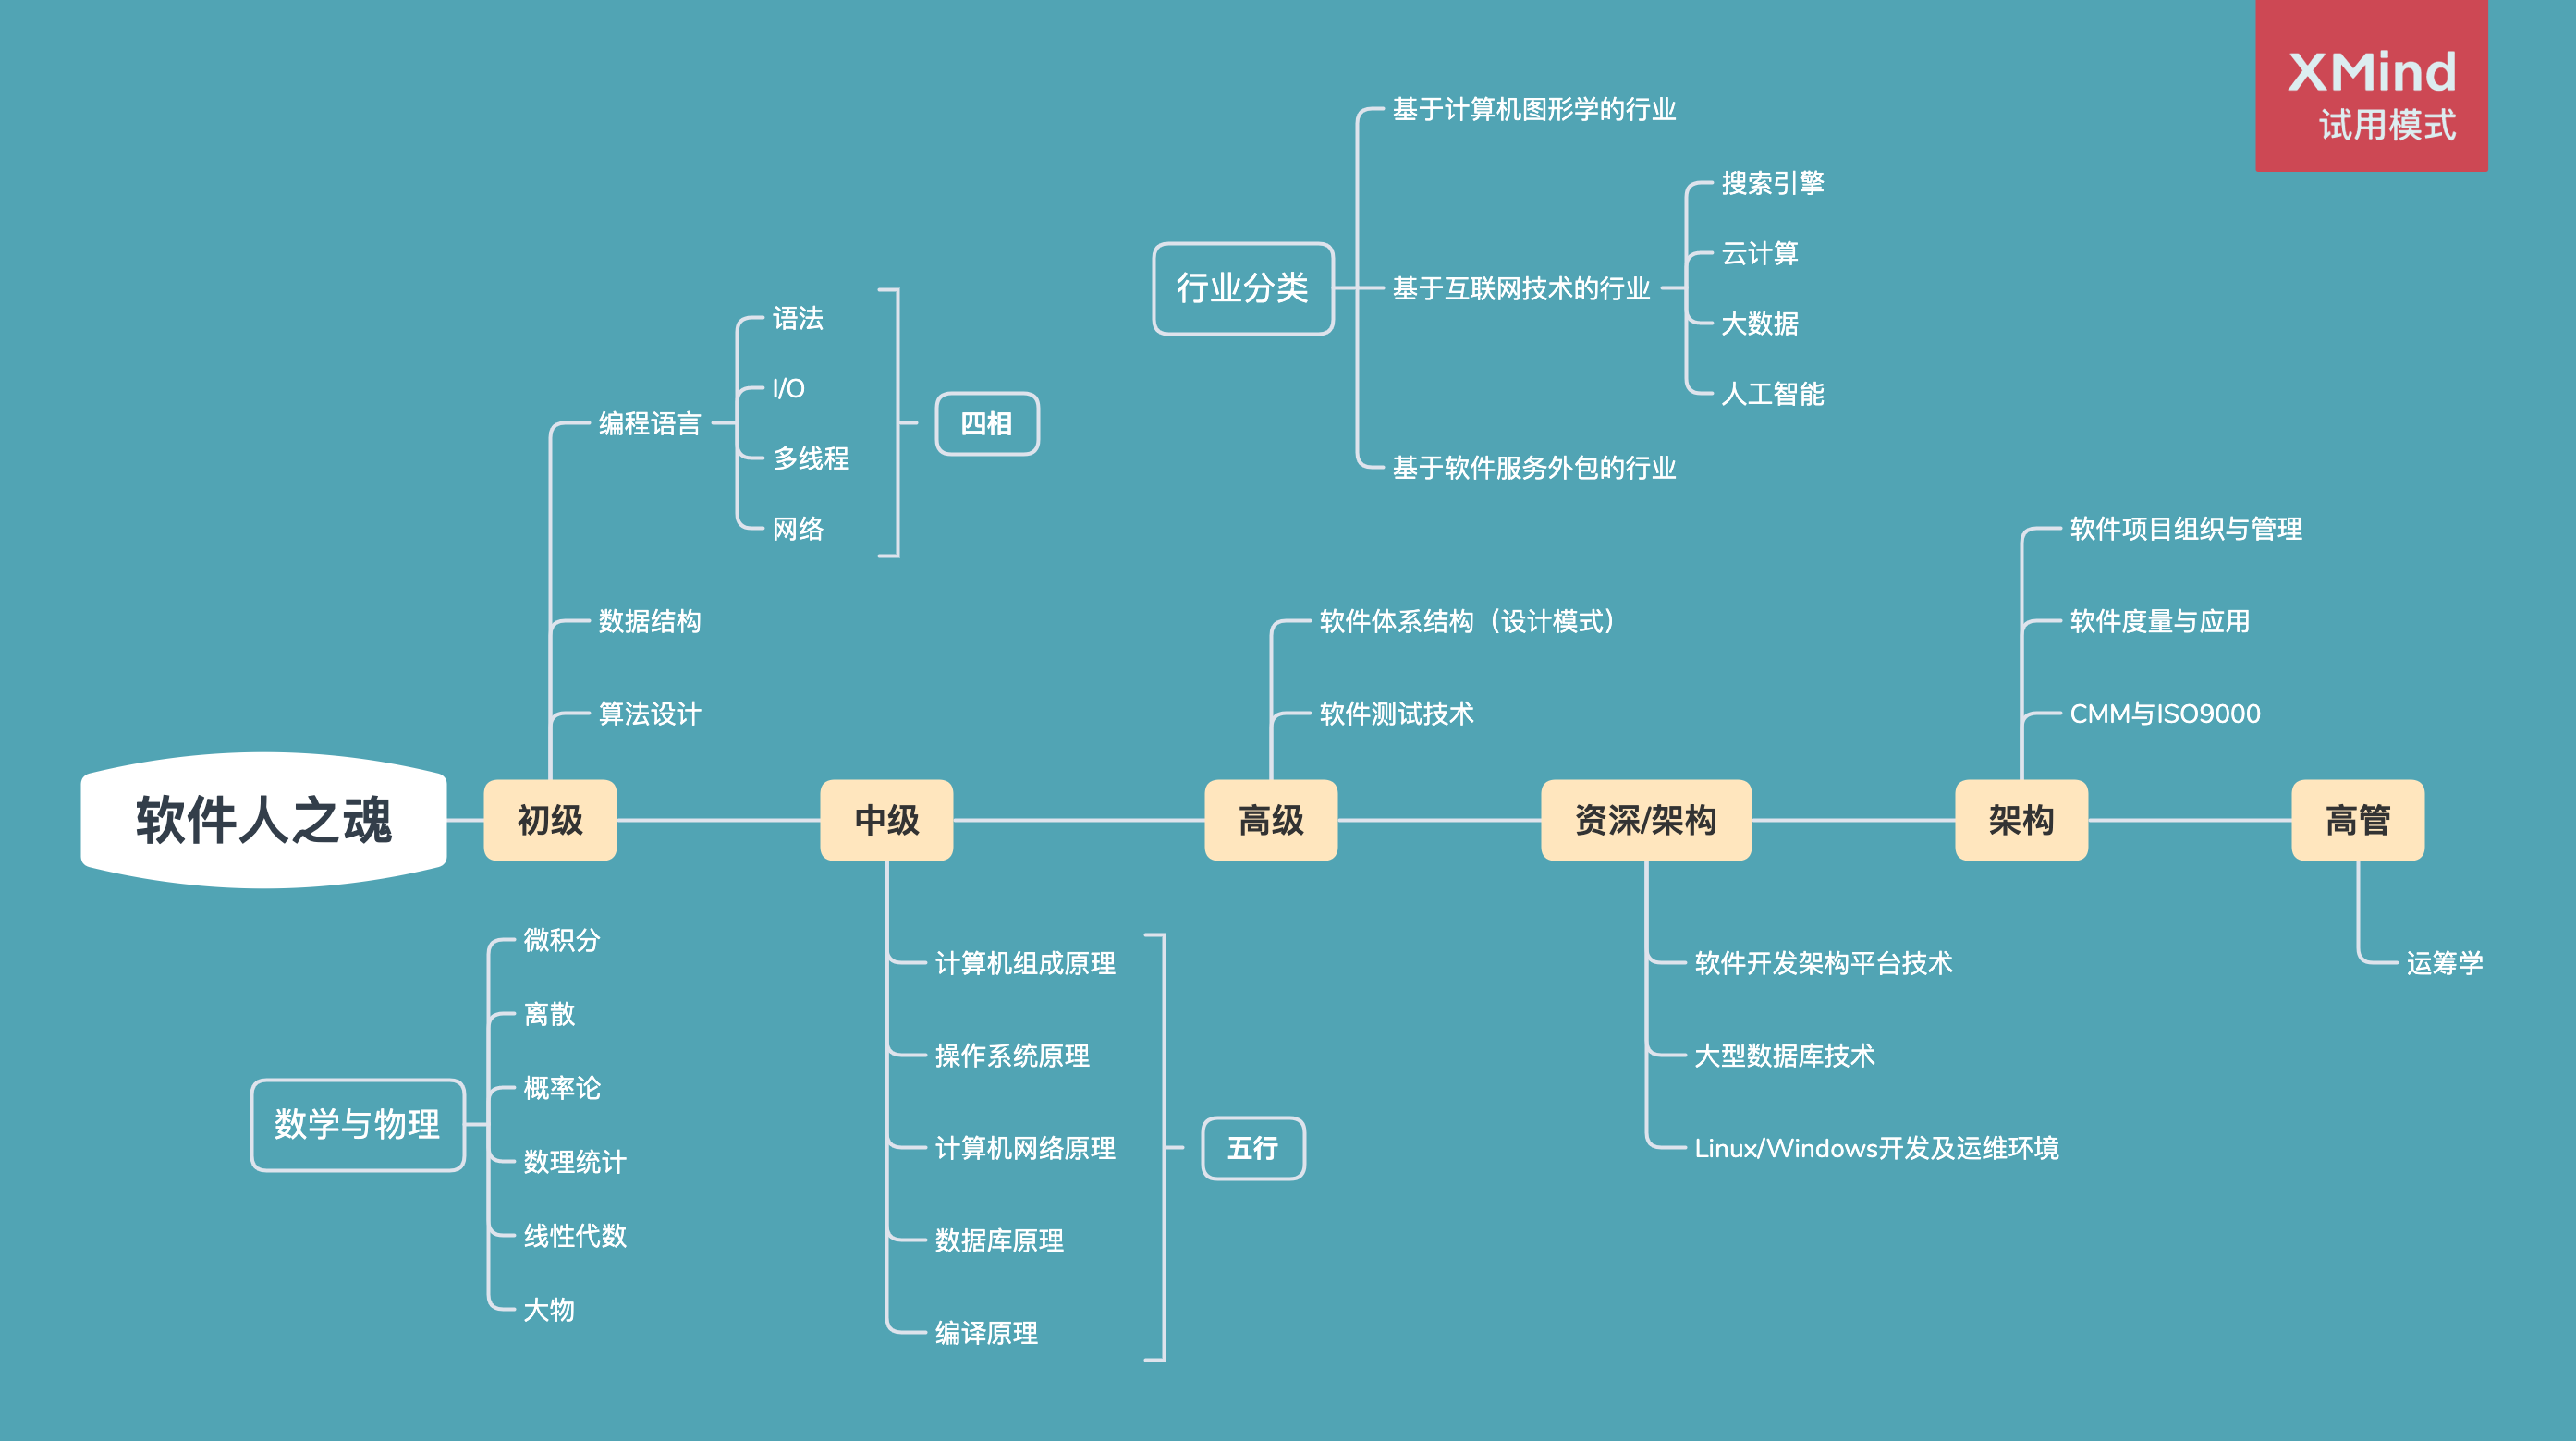 XMind
试用模式
行业分类
基于计算机图形学的行业
基于互联网技术的行业
搜索引擎
云计算
大数据
人工智能
基于软件服务外包的行业
软件人之魂
初级
编程语言
语法
I/O
多线程
网络
四相
数据结构
算法设计
中级
计算机组成原理
操作系统原理
计算机网络原理
数据库原理
编译原理
五行
高级
软件体系结构（设计模式）
软件测试技术
资深/架构
软件开发架构平台技术
大型数据库技术
Linux/Windows开发及运维环境
架构
软件项目组织与管理
软件度量与应用
CMM与ISO9000
高管
运筹学
数学与物理
微积分
离散
概率论
数理统计
线性代数
大物